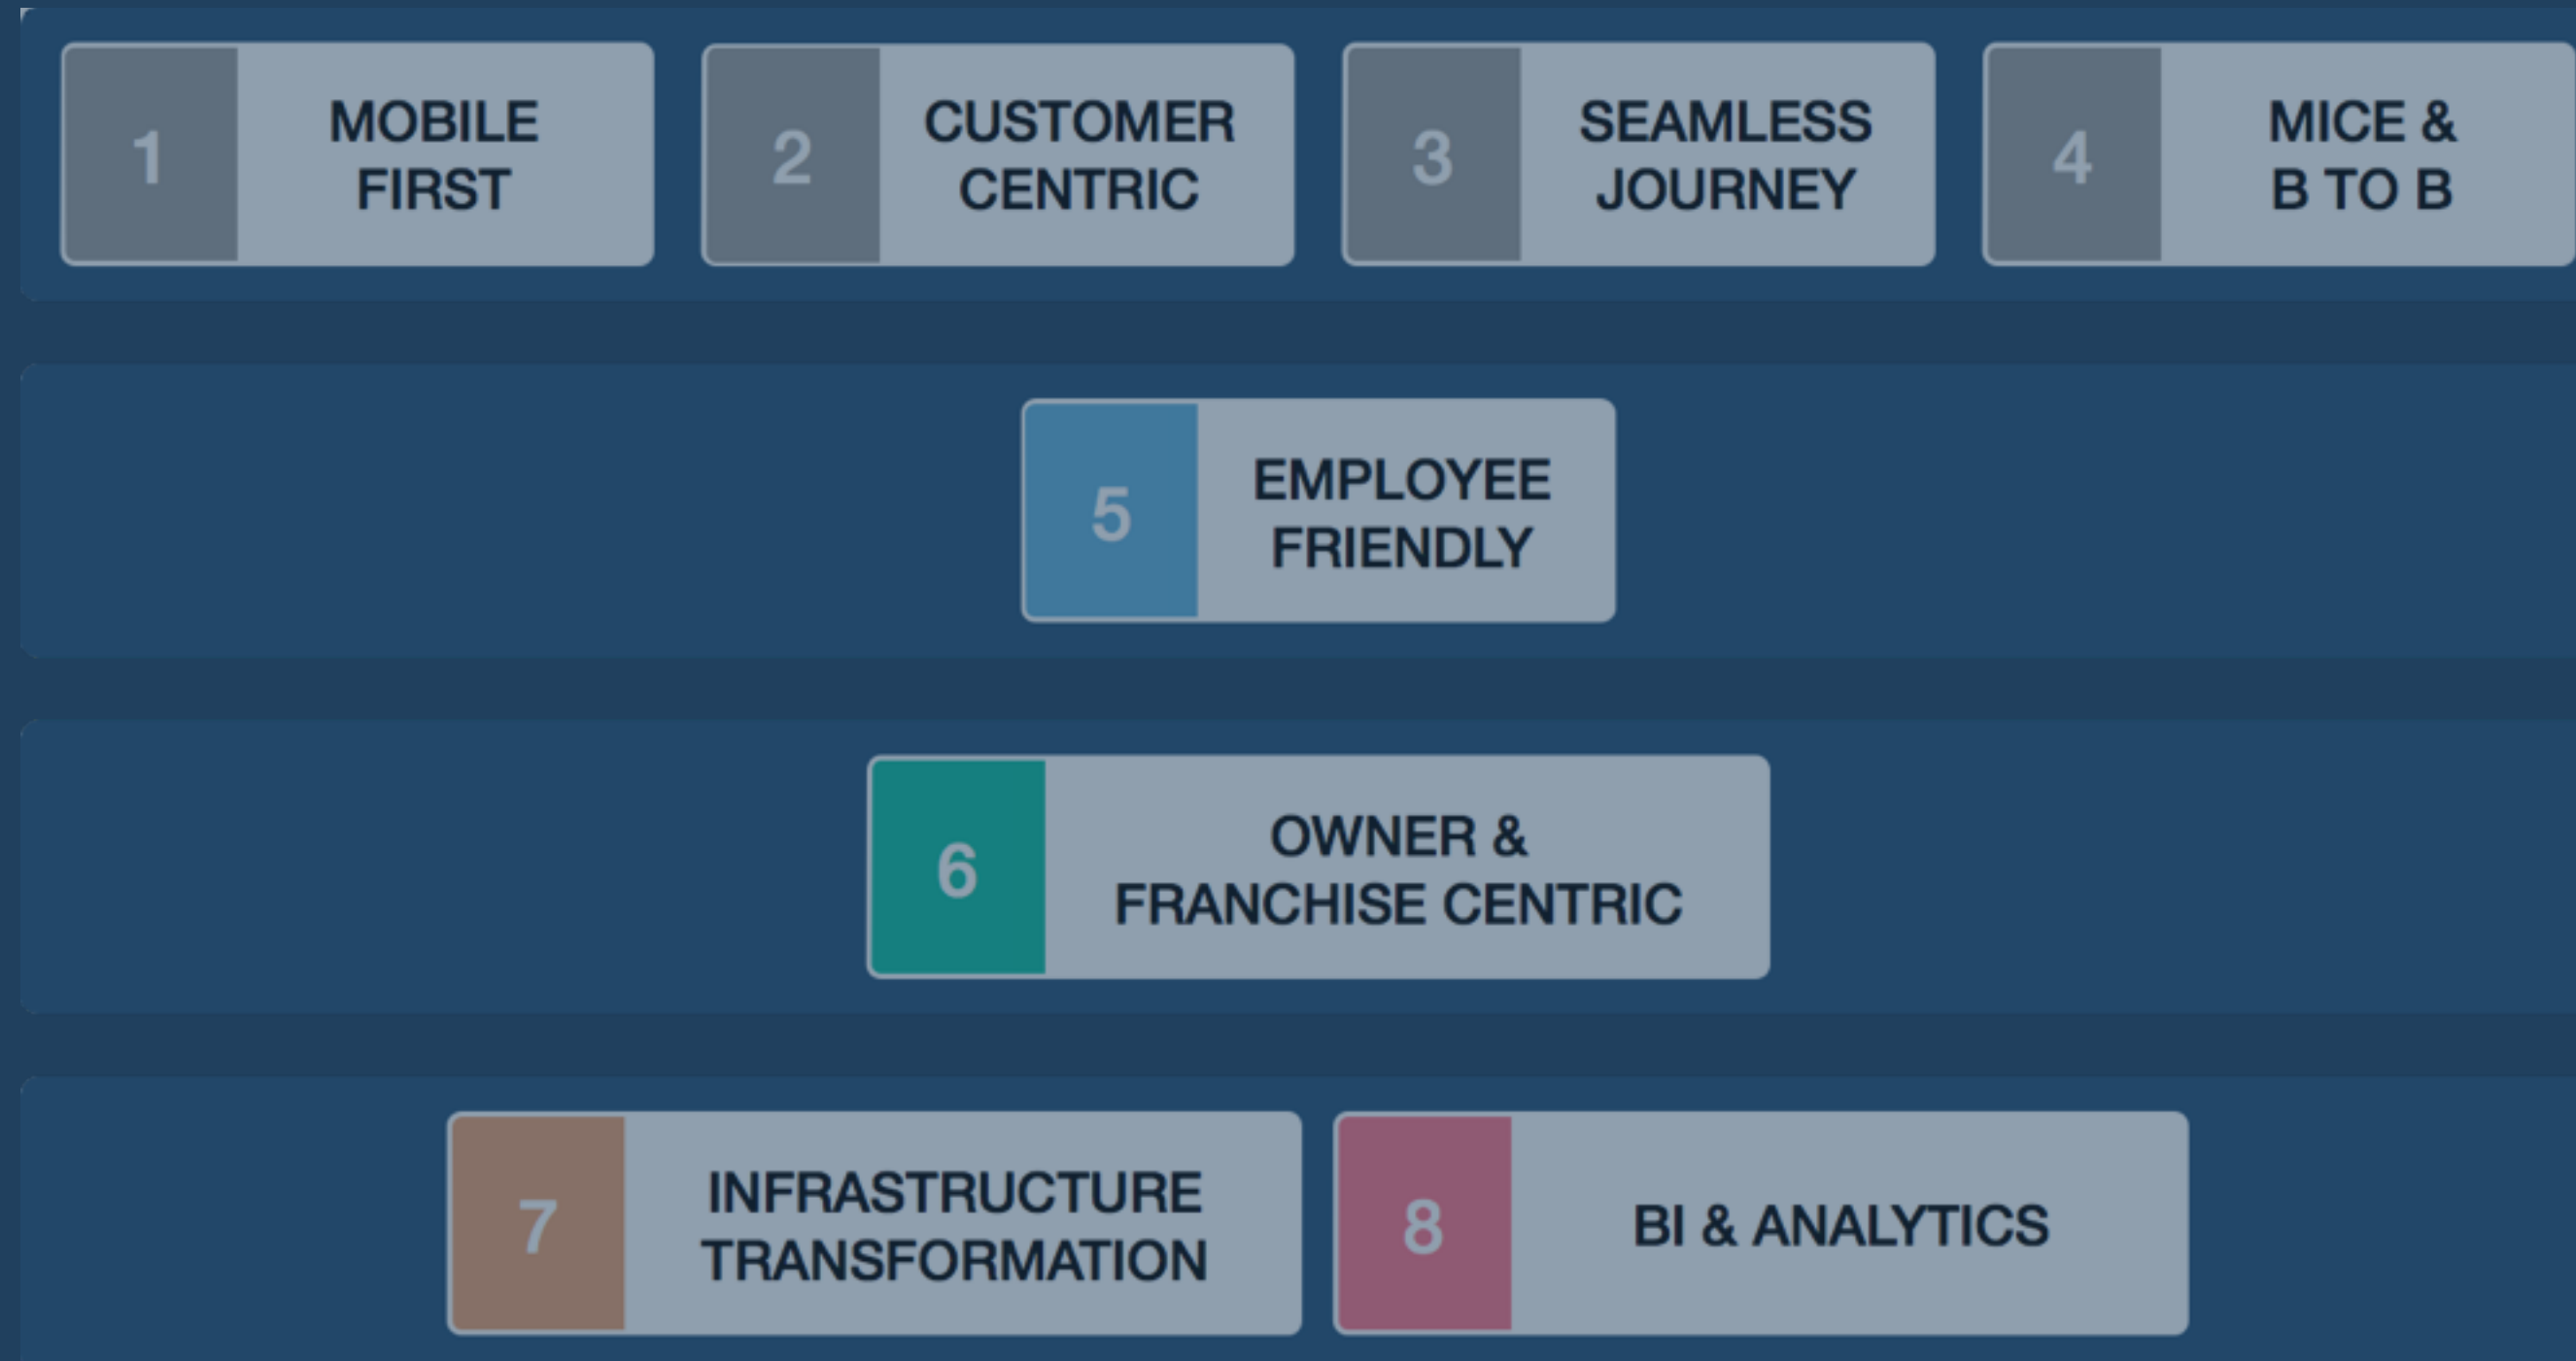 1
MOBILE
FIRST
2
CUSTOMER
CENTRIC
3
SEAMLESS
JOURNEY
4
MICE &
B TO B
5
EMPLOYEE
FRIENDLY
6
OWNER &
FRANCHISE CENTRIC
7
INFRASTRUCTURE
TRANSFORMATION
8
BI & ANALYTICS